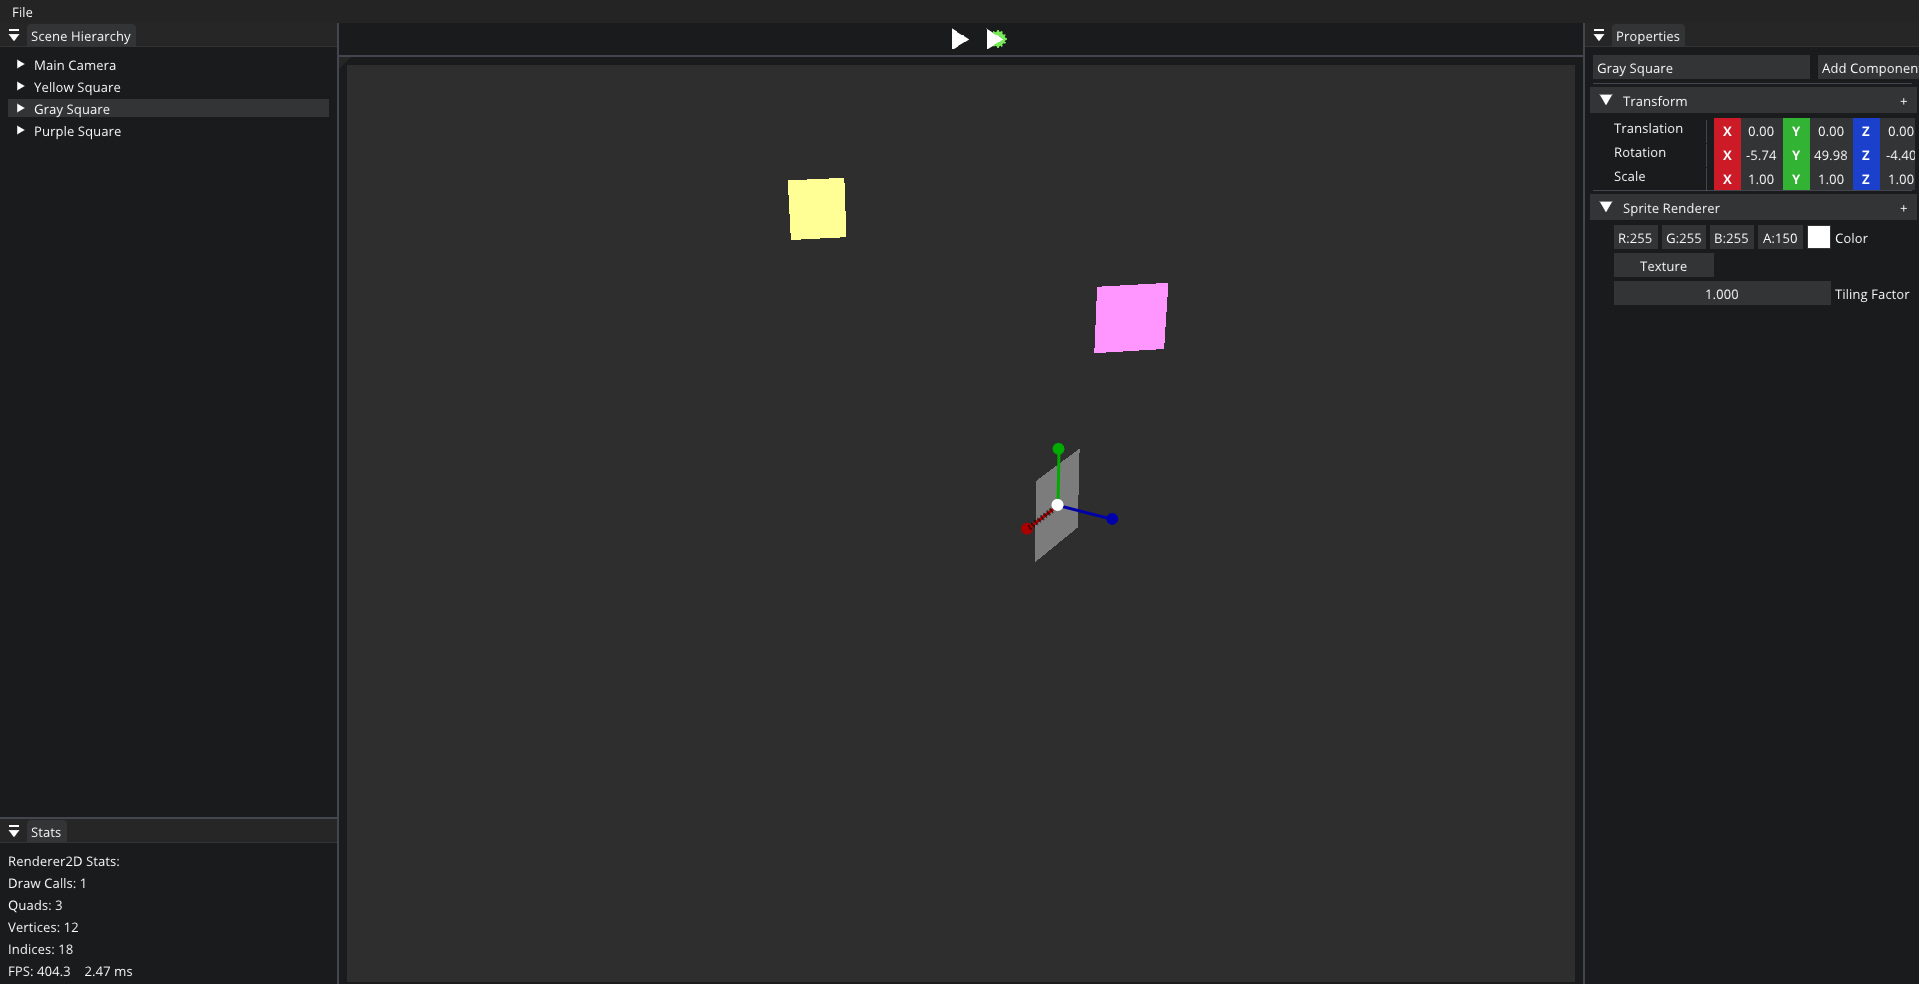 File
Scene Hierarchy
Main Camera
Yellow Square
Gray Square
Purple Square
Stats
Renderer2D Stats:
Draw Calls: 1
Quads: 3
Vertices: 12
Indices: 18
FPS: 404.3 2.47 ms
Properties
Gray Square Add Componen
Transform +
Translation X 0.00 Y 0.00 Z 0.00
Rotation X -5.74 Y 49.98 Z -4.40
Scale X 1.00 Y 1.00 Z 1.00
Sprite Renderer +
R:255 G:255 B:255 A:150 Color
Texture
1.000 Tiling Factor